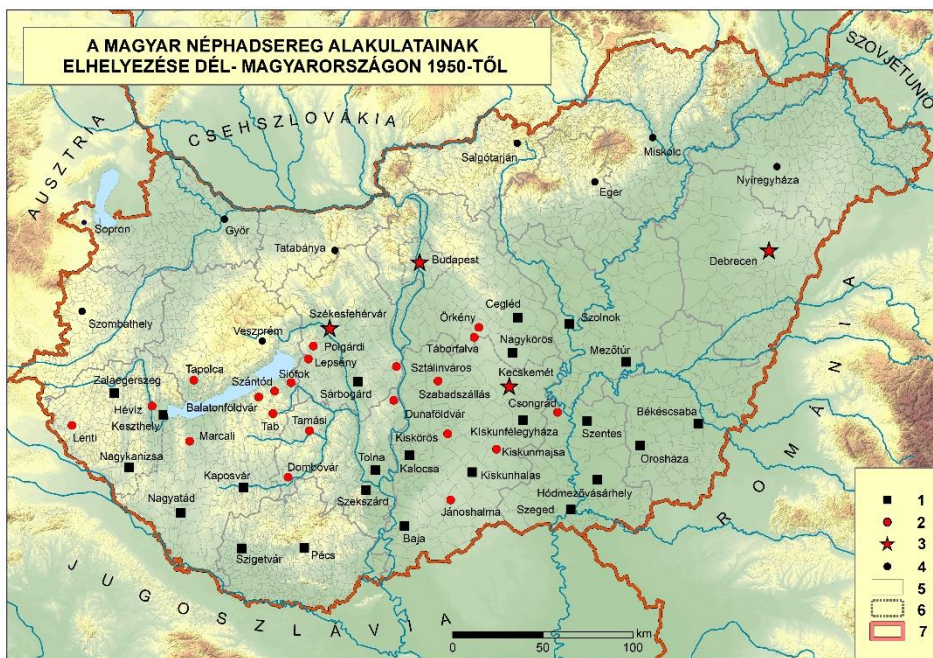 A MAGYAR NÉPHADSEREG ALAKULATAINAK
ELHELYEZÉSE DÉL- MAGYARORSZÁGON 1950-TŐL
SZOVJETUNIÓ
CSEHSZLOVÁKIA
AUSZTRIA
ROMÁNIA
JUGOSZLÁVIA
Salgótarján
Miskolc
Eger
Nyíregyháza
Sopron
Győr
Tatabánya
Budapest
Debrecen
Szombathely
Veszprém
Székesfehérvár
Cegléd
Örkény
Szolnok
Táborfalva
Nagykőrös
Polgárdi
Lepsény
Mezőtúr
Kecskemét
Tapolca
Siófok
Sztálinváros
Zalaegerszeg
Szántód
Sárbogárd
Szabadszállás
Csongrád
Hévíz
Balatonföldvár
Keszthely
Tab
Tamási
Dunaföldvár
Kiskunfélegyháza
Szentes
Békéscsaba
Lenti
Marcali
Kiskörös
Orosháza
Nagykanizsa
Kiskunmajsa
Kaposvár
Dombóvár
Tolna
Kalocsa
Kiskunhalas
Hódmezővásárhely
Nagyatád
Szekszárd
Jánoshalma
Szeged
Baja
Szigetvár
Pécs
1
2
3
4
5
6
7
km
0 50 100